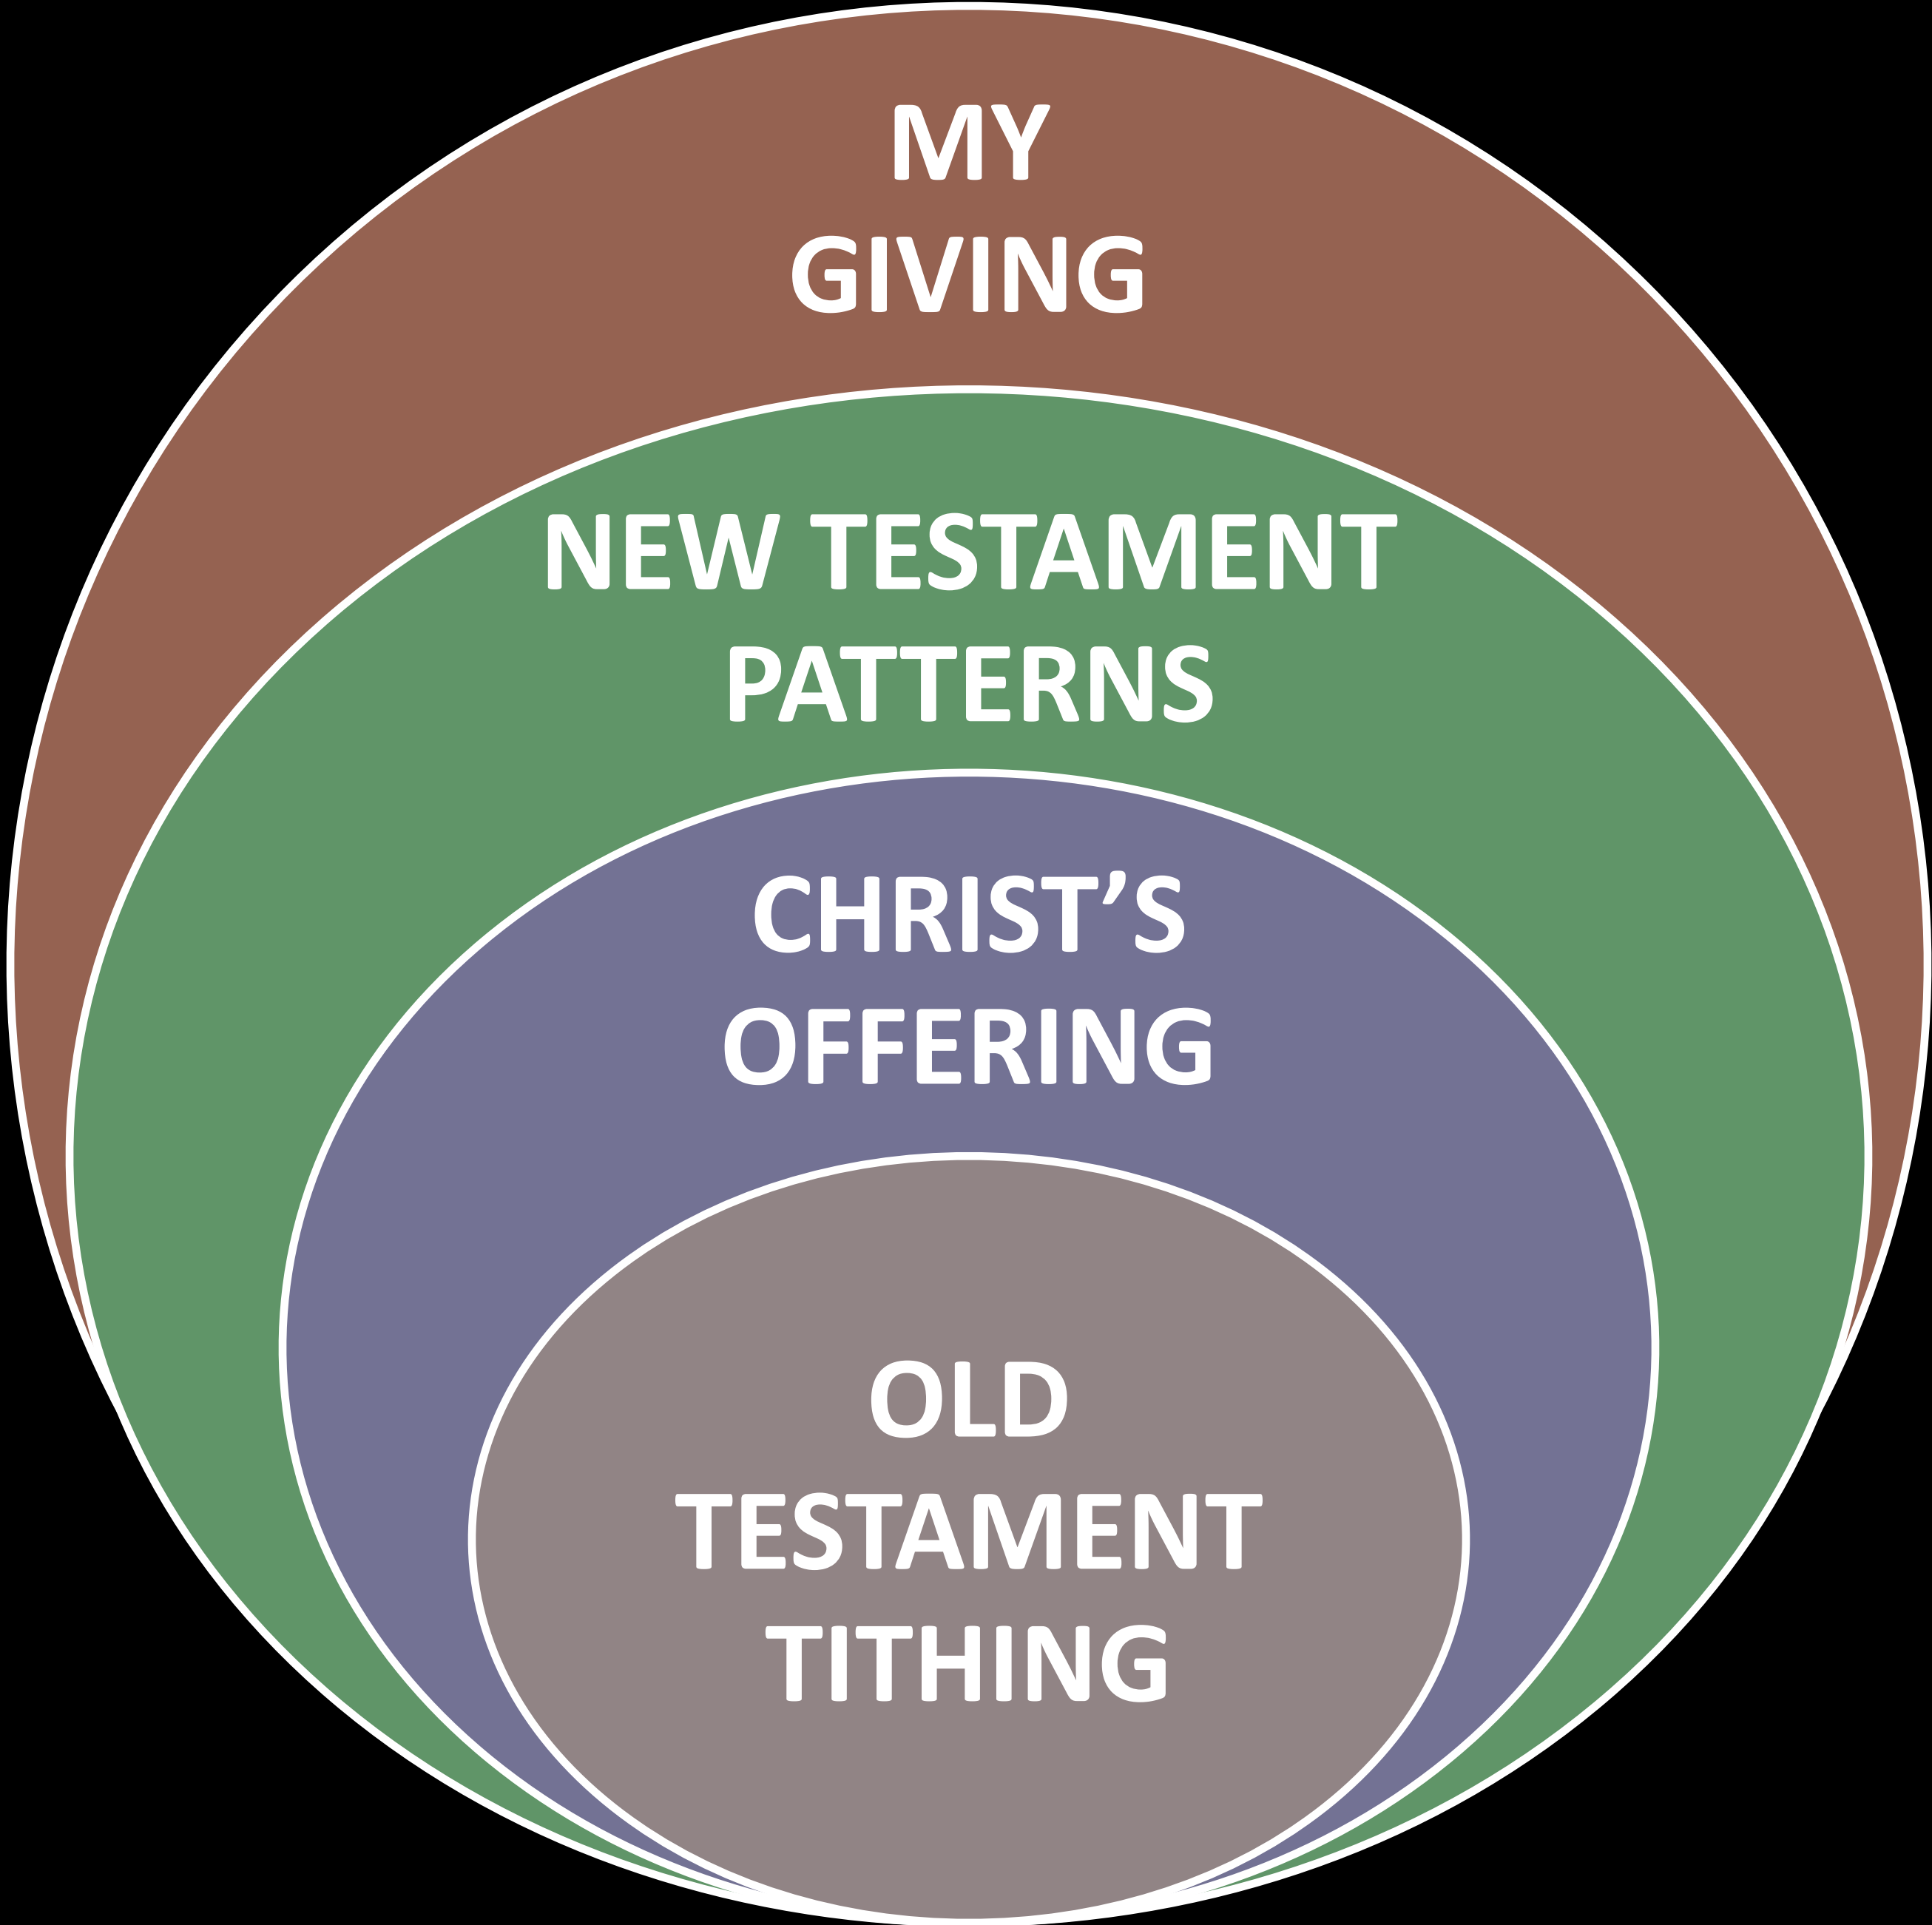 MY
GIVING
NEW TESTAMENT
PATTERNS
CHRIST’S
OFFERING
OLD
TESTAMENT
TITHING